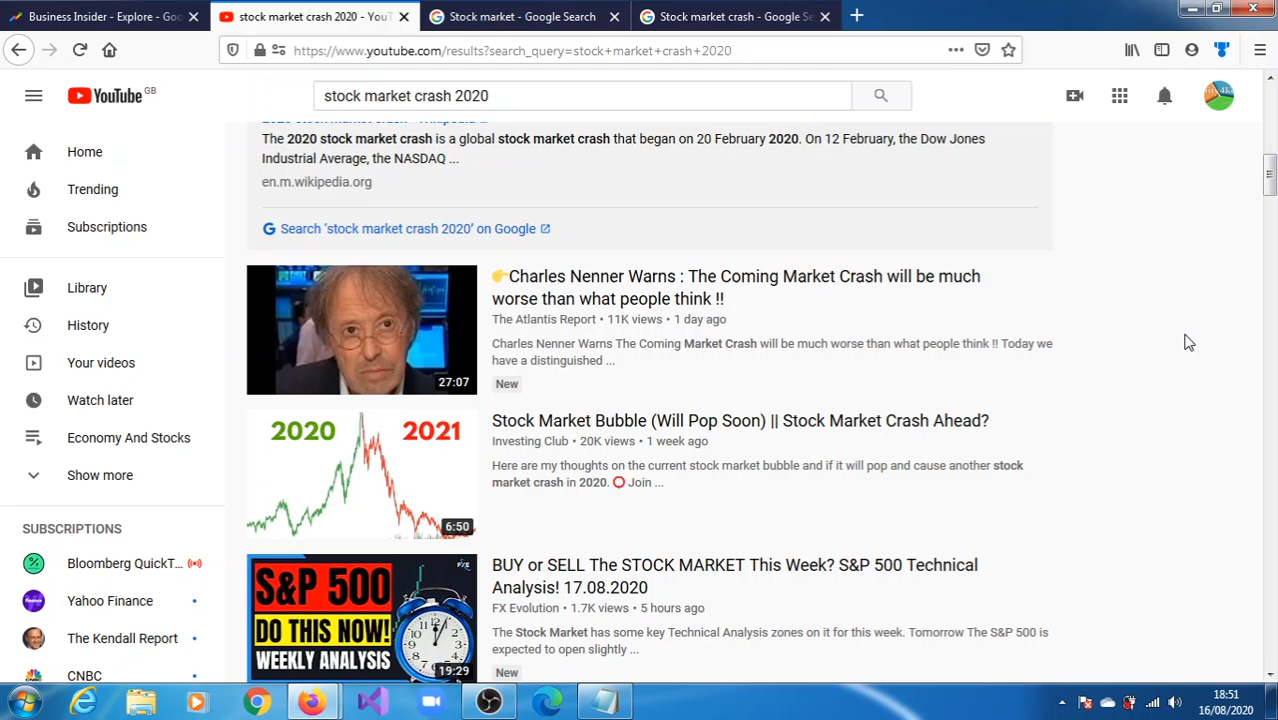 Business Insider - Explore - Goo
stock market crash 2020 - YouT
Stock market - Google Search
Stock market crash - Google Se
https://www.youtube.com/results?search_query=stock+market+crash+2020
YouTube GB
stock market crash 2020
Home
Trending
Subscriptions
Library
History
Your videos
Watch later
Economy And Stocks
Show more
SUBSCRIPTIONS
Bloomberg QuickT...
Yahoo Finance
The Kendall Report
CNBC
2020 stock market crash - Wikipedia
The 2020 stock market crash is a global stock market crash that began on 20 February 2020. On 12 February, the Dow Jones
Industrial Average, the NASDAQ ...
en.m.wikipedia.org
G Search 'stock market crash 2020' on Google
27:07
👉Charles Nenner Warns : The Coming Market Crash will be much
worse than what people think !!
The Atlantis Report • 11K views • 1 day ago
Charles Nenner Warns The Coming Market Crash will be much worse than what people think !! Today we
have a distinguished ...
New
2020 2021
6:50
Stock Market Bubble (Will Pop Soon) || Stock Market Crash Ahead?
Investing Club • 20K views • 1 week ago
Here are my thoughts on the current stock market bubble and if it will pop and cause another stock
market crash in 2020. ⭕ Join ...
S&P 500
DO THIS NOW!
WEEKLY ANALYSIS
FXE
19:29
BUY or SELL The STOCK MARKET This Week? S&P 500 Technical
Analysis! 17.08.2020
FX Evolution • 1.7K views • 5 hours ago
The Stock Market has some key Technical Analysis zones on it for this week. Tomorrow The S&P 500 is
expected to open slightly ...
New
18:51
16/08/2020